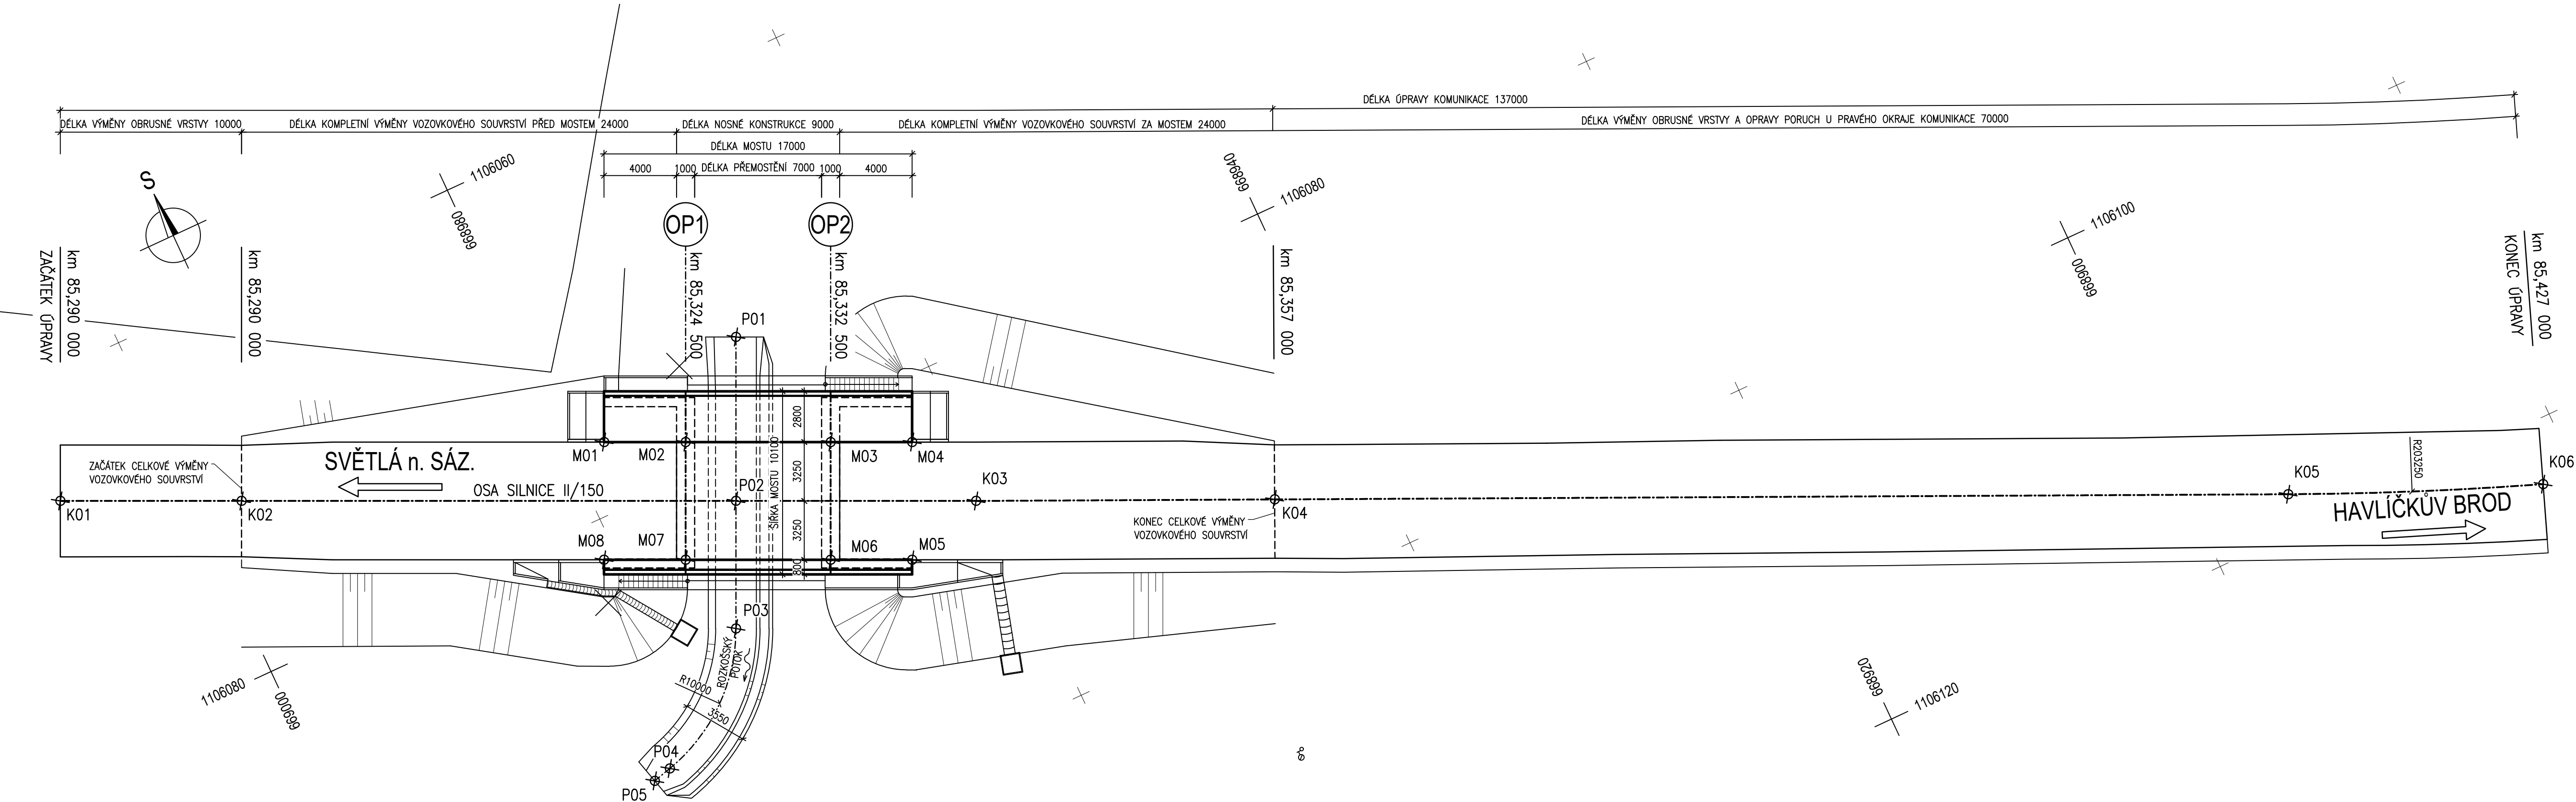 DÉLKA ÚPRAVY KOMUNIKACE 137000
DÉLKA VÝMĚNY OBRUSNÉ VRSTVY 10000
DÉLKA KOMPLETNÍ VÝMĚNY VOZOVKOVÉHO SOUVRSTVÍ PŘED MOSTEM 24000
DÉLKA NOSNÉ KONSTRUKCE 9000
DÉLKA KOMPLETNÍ VÝMĚNY VOZOVKOVÉHO SOUVRSTVÍ ZA MOSTEM 24000
DÉLKA VÝMĚNY OBRUSNÉ VRSTVY A OPRAVY PORUCH U PRAVÉHO OKRAJE KOMUNIKACE 70000
DÉLKA MOSTU 17000
4000
1000
DÉLKA PŘEMOSTĚNÍ 7000
1000
4000
S
1106060
668980
668940
1106080
1106100
668900
OP1
OP2
km 85,290 000
ZAČÁTEK ÚPRAVY
km 85,290 000
km 85,324 500
km 85,332 500
km 85,357 000
km 85,427 000
KONEC ÚPRAVY
P01
2800
M01
M02
M03
M04
ŠÍŘKA MOSTU 10100
3250
ZAČÁTEK CELKOVÉ VÝMĚNY
VOZOVKOVÉHO SOUVRSTVÍ
SVĚTLÁ n. SÁZ.
OSA SILNICE II/150
P02
K03
K05
R203250
K06
K01
K02
K04
KONEC CELKOVÉ VÝMĚNY
VOZOVKOVÉHO SOUVRSTVÍ
HAVLÍČKŮV BROD
3250
M08
M07
M06
M05
800
P03
ROZKOŠSKÝ
POTOK
R10000
3550
P04
P05
1106080
669000
668920
1106120